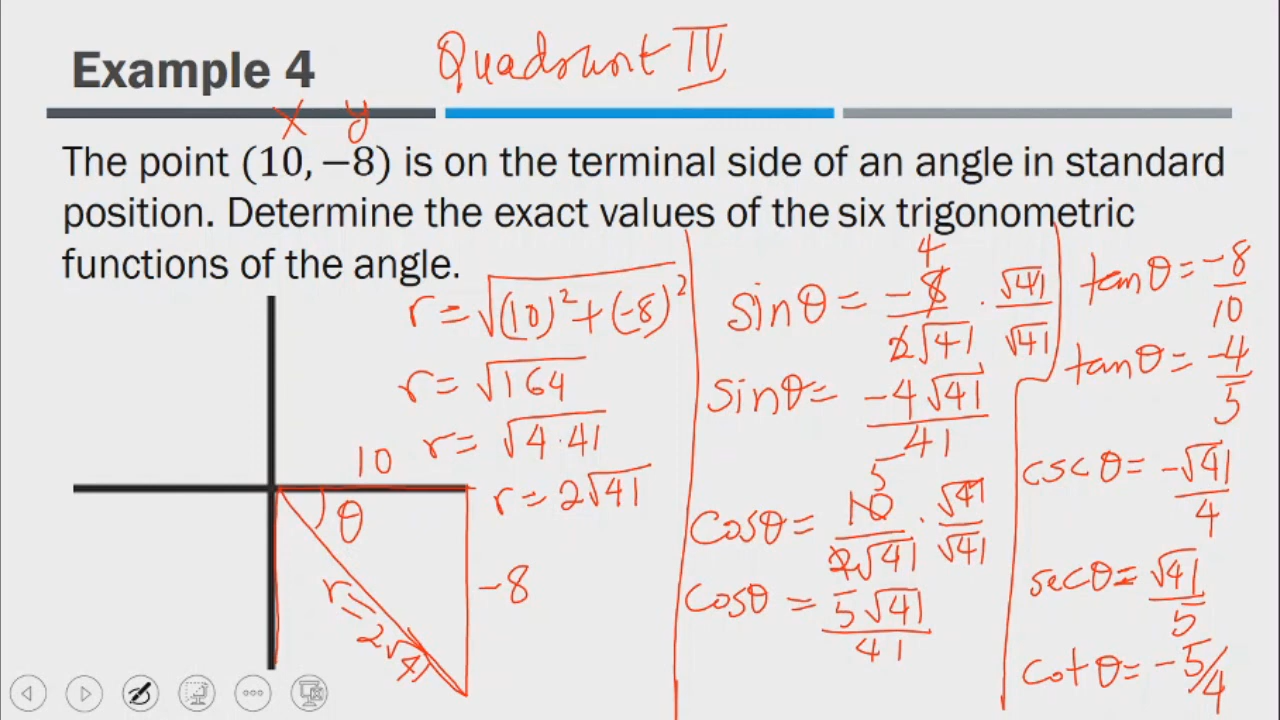 Example 4
Quadrant IV
x y
The point (10, −8) is on the terminal side of an angle in standard
position. Determine the exact values of the six trigonometric
functions of the angle.
r = √(10)² + (-8)²
r = √164
r = √4·41
r = 2√41
10
θ
-8
r = 2√41
4
sinθ = -8/2√41 · √41/√41
sinθ = -4√41/41
5
cosθ = 10/2√41 · √41/√41
cosθ = 5√41/41
tanθ = -8/10
tanθ = -4/5
cscθ = -√41/4
secθ = √41/5
cotθ = -5/4